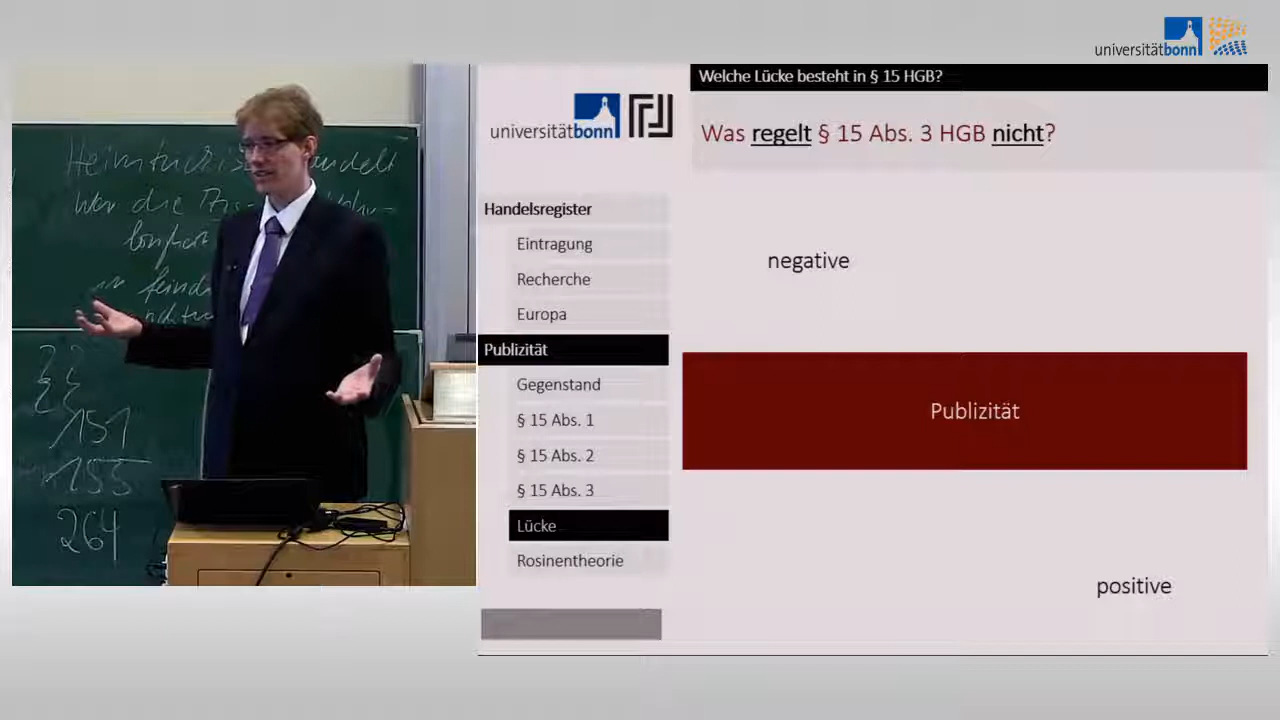 universitätbonn
Welche Lücke besteht in § 15 HGB?
universitätbonn
Was regelt § 15 Abs. 3 HGB nicht?
Handelsregister
Eintragung
Recherche
Europa
Publizität
Gegenstand
§ 15 Abs. 1
§ 15 Abs. 2
§ 15 Abs. 3
Lücke
Rosinentheorie
negative
Publizität
positive
war die
151
155
264